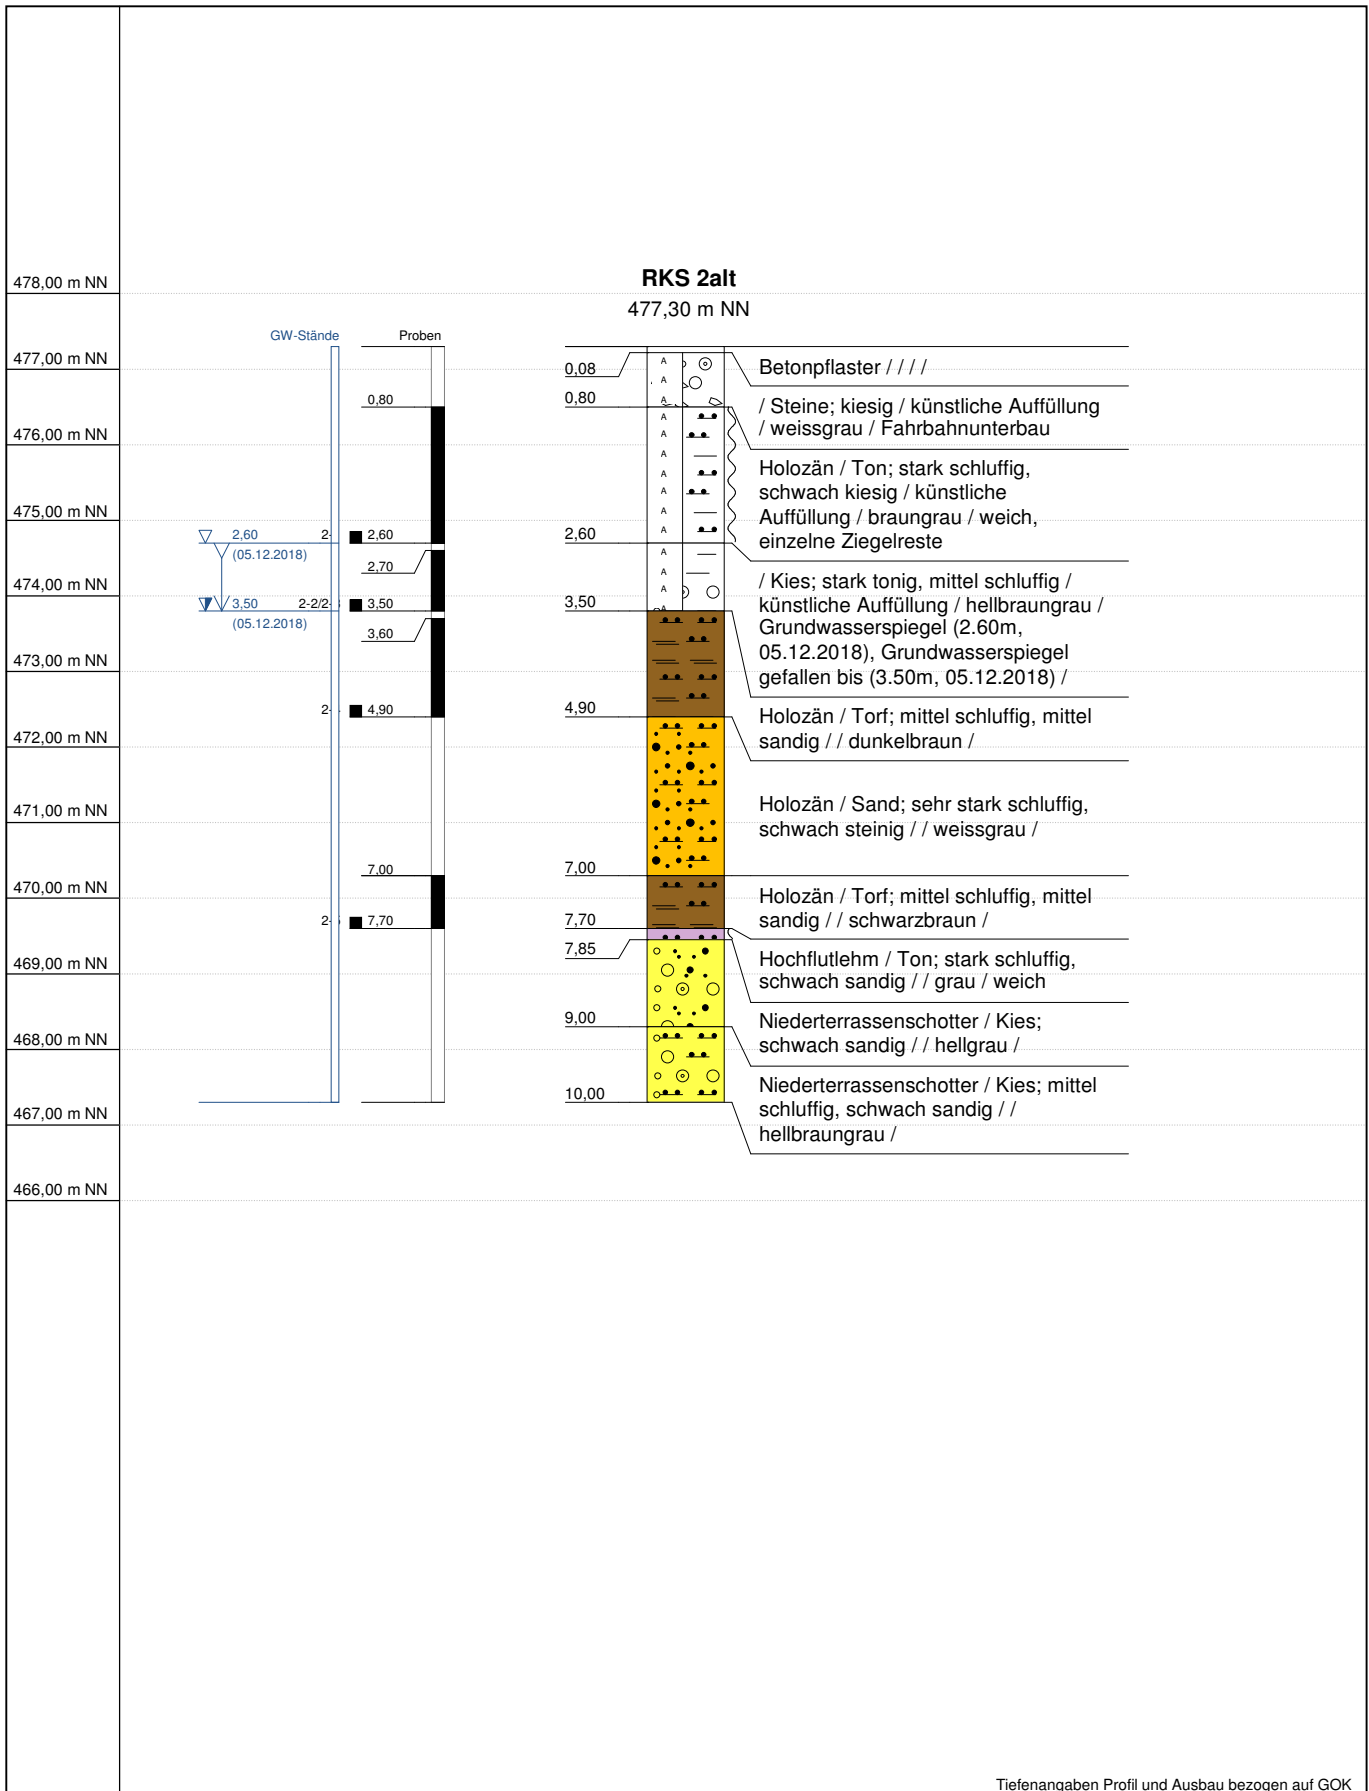 RKS 2alt
477,30 m NN
478,00 m NN
477,00 m NN
476,00 m NN
475,00 m NN
474,00 m NN
473,00 m NN
472,00 m NN
471,00 m NN
470,00 m NN
469,00 m NN
468,00 m NN
467,00 m NN
466,00 m NN
GW-Stände
2,60
(05.12.2018)
3,50
(05.12.2018)
Proben
0,80
2,60
2,70
2-2/2-
3,50
3,60
4,90
7,00
7,70
0,08
0,80
2,60
3,50
4,90
7,00
7,70
7,85
9,00
10,00
Betonpflaster / / / /
/ Steine; kiesig / künstliche Auffüllung
/ weissgrau / Fahrbahnunterbau
Holozän / Ton; stark schluffig,
schwach kiesig / künstliche
Auffüllung / braungrau / weich,
einzelne Ziegelreste
/ Kies; stark tonig, mittel schluffig /
künstliche Auffüllung / hellbraungrau /
Grundwasserspiegel (2.60m,
05.12.2018), Grundwasserspiegel
gefallen bis (3.50m, 05.12.2018) /
Holozän / Torf; mittel schluffig, mittel
sandig / / dunkelbraun /
Holozän / Sand; sehr stark schluffig,
schwach steinig / / weissgrau /
Holozän / Torf; mittel schluffig, mittel
sandig / / schwarzbraun /
Hochflutlehm / Ton; stark schluffig,
schwach sandig / / grau / weich
Niederterrassenschotter / Kies;
schwach sandig / / hellgrau /
Niederterrassenschotter / Kies; mittel
schluffig, schwach sandig / /
hellbraungrau /
Tiefenangaben Profil und Ausbau bezogen auf GOK